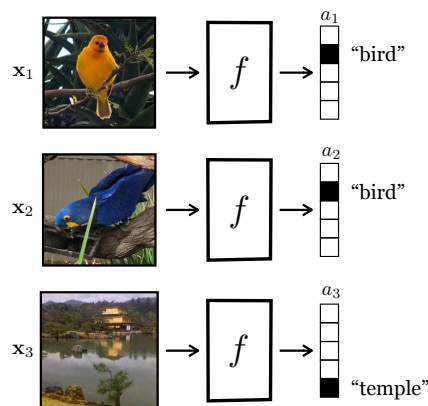 a₁
x₁ f "bird"
a₂
x₂ f "bird"
a₃
x₃ f "temple"